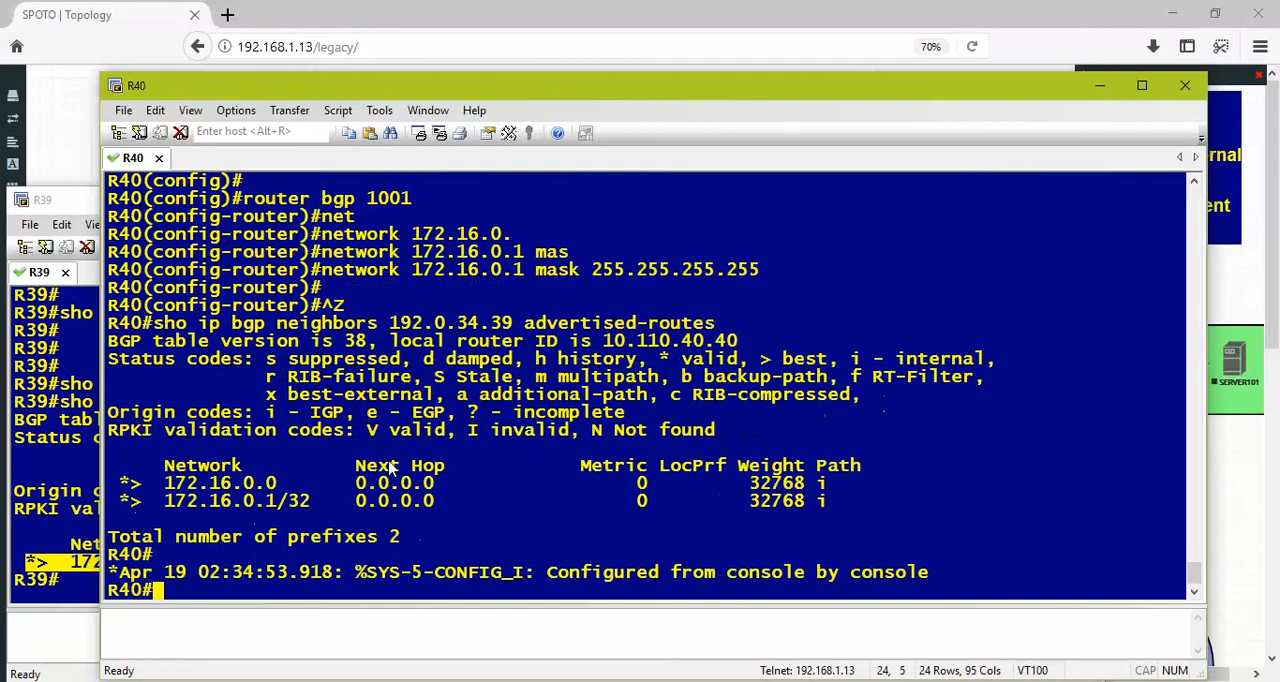 SPOTO | Topology
192.168.1.13/legacy/
70%
R40
File Edit View Options Transfer Script Tools Window Help
Enter host <Alt+R>
R40
R40(config)#
R40(config)#router bgp 1001
R40(config-router)#net
R40(config-router)#network 172.16.0.
R40(config-router)#network 172.16.0.1 mas
R40(config-router)#network 172.16.0.1 mask 255.255.255.255
R40(config-router)#
R40(config-router)#^Z
R40#sho ip bgp neighbors 192.0.34.39 advertised-routes
BGP table version is 38, local router ID is 10.110.40.40
Status codes: s suppressed, d damped, h history, * valid, > best, i - internal,
r RIB-failure, S Stale, m multipath, b backup-path, f RT-Filter,
x best-external, a additional-path, c RIB-compressed,
Origin codes: i - IGP, e - EGP, ? - incomplete
RPKI validation codes: V valid, I invalid, N Not found
Network Next Hop Metric LocPrf Weight Path
*> 172.16.0.0 0.0.0.0 0 32768 i
*> 172.16.0.1/32 0.0.0.0 0 32768 i
Total number of prefixes 2
R40#
*Apr 19 02:34:53.918: %SYS-5-CONFIG_I: Configured from console by console
R40#
Ready
Telnet: 192.168.1.13 24, 5 24 Rows, 95 Cols VT100 CAP NUM
R39
File Edit Vie
R39
R39#
R39#sho
R39#
R39#
R39#
R39#sho
R39#sho
BGP tab
Status c
Origin c
RPKI val
Net
*> 172
R39#
Ready
rnal
ent
SERVER101